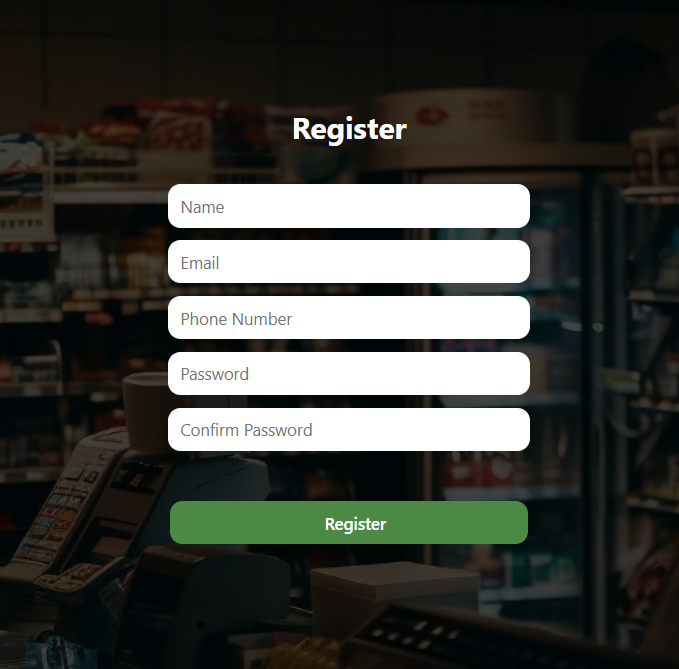 Register
Name
Email
Phone Number
Password
Confirm Password
Register